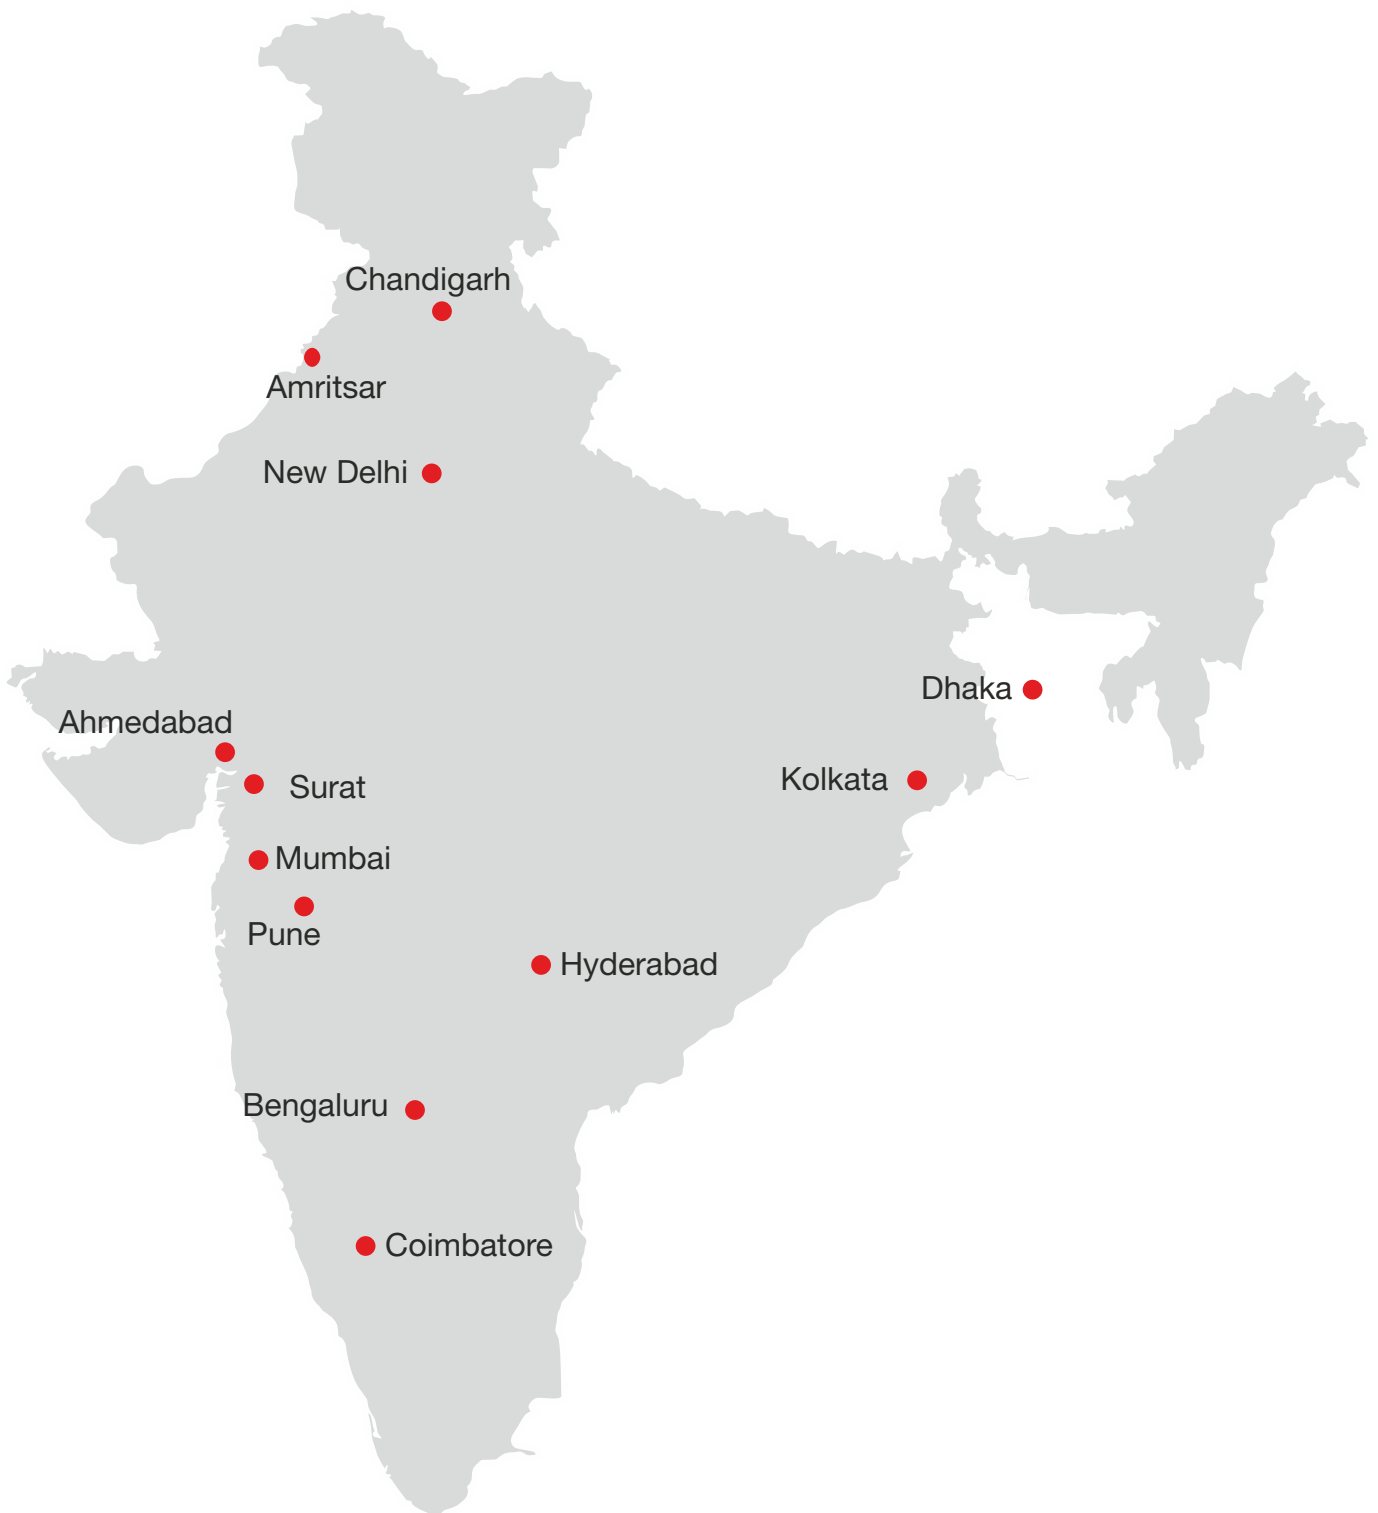 Chandigarh
Amritsar
New Delhi
Dhaka
Ahmedabad
Kolkata
Surat
Mumbai
Pune
Hyderabad
Bengaluru
Coimbatore